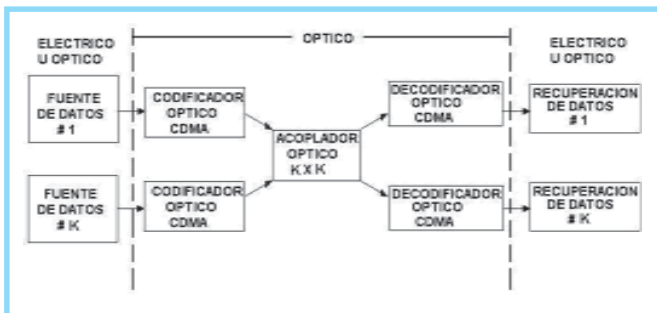 ELECTRICO
U OPTICO
OPTICO
ELECTRICO
U OPTICO
FUENTE
DE DATOS
# 1
CODIFICADOR
OPTICO
CDMA
ACOPLADOR
OPTICO
K X K
DECODIFICADOR
OPTICO
CDMA
RECUPERACION
DE DATOS
# 1
FUENTE
DE DATOS
# K
CODIFICADOR
OPTICO
CDMA
DECODIFICADOR
OPTICO
CDMA
RECUPERACION
DE DATOS
# K